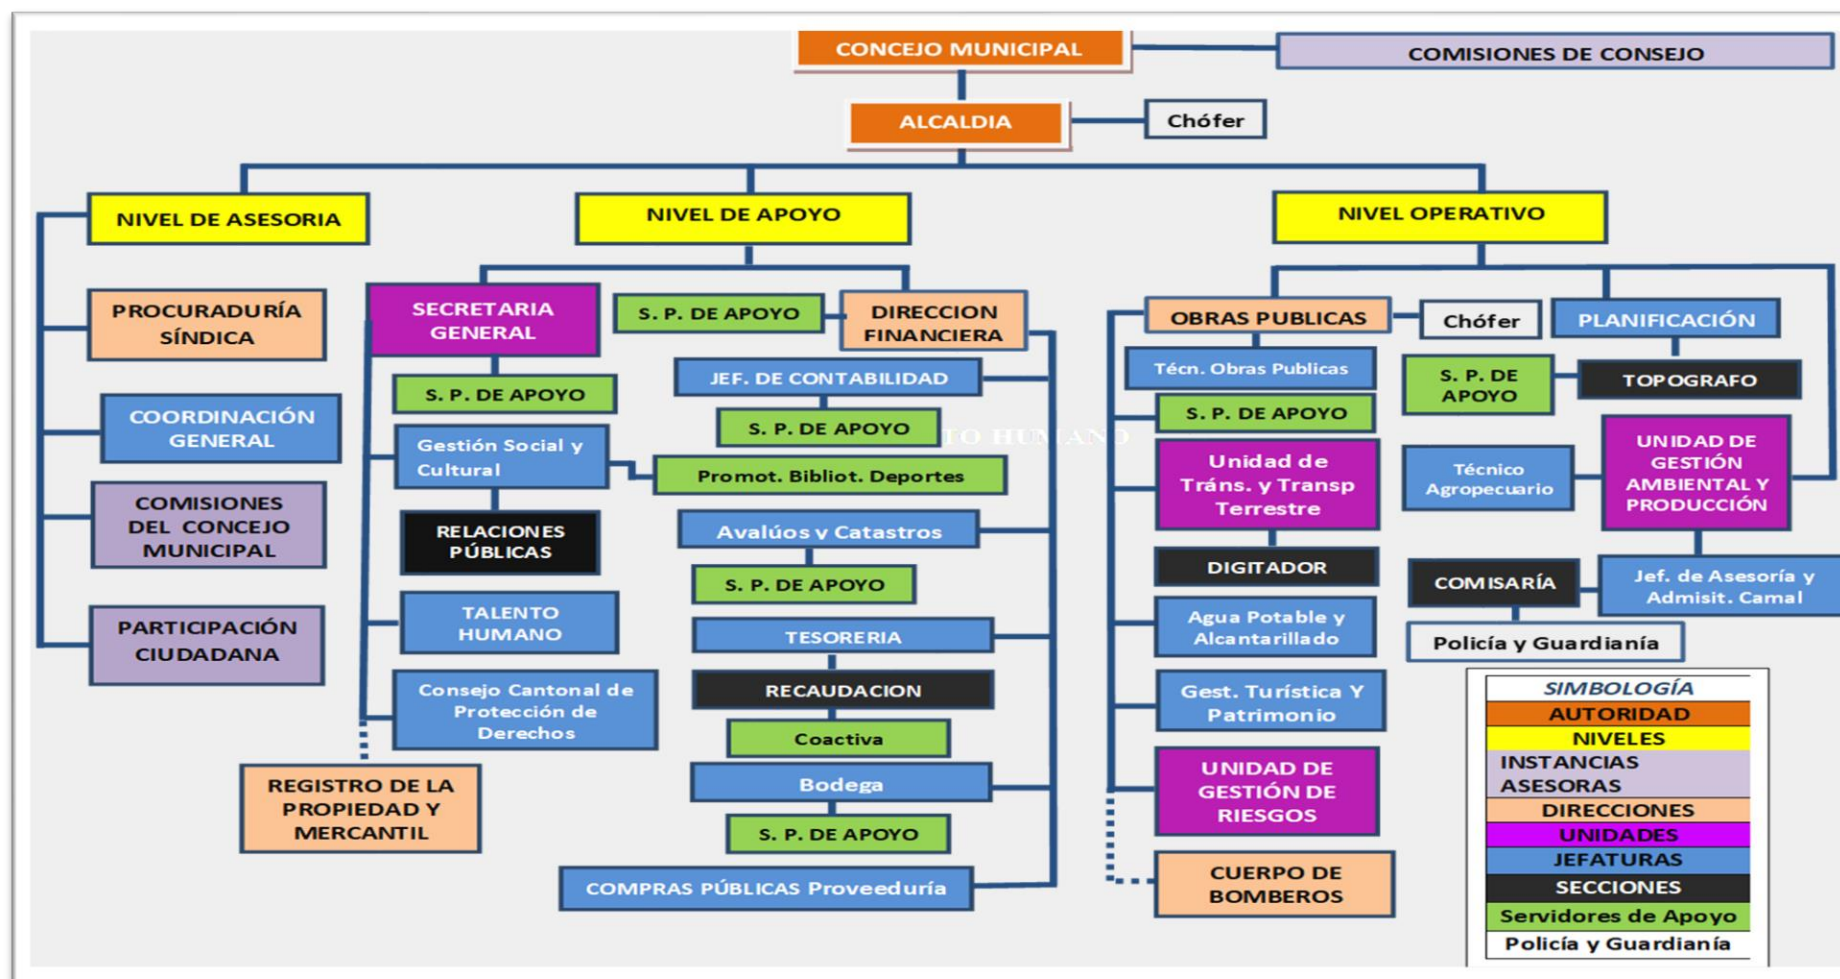 CONCEJO MUNICIPAL
COMISIONES DE CONSEJO
ALCALDIA
Chófer
NIVEL DE ASESORIA
NIVEL DE APOYO
NIVEL OPERATIVO
PROCURADURÍA
SÍNDICA
COORDINACIÓN
GENERAL
COMISIONES
DEL CONCEJO
MUNICIPAL
PARTICIPACIÓN
CIUDADANA
SECRETARIA
GENERAL
S. P. DE APOYO
Gestión Social y
Cultural
RELACIONES
PÚBLICAS
TALENTO
HUMANO
Consejo Cantonal de
Protección de
Derechos
REGISTRO DE LA
PROPIEDAD Y
MERCANTIL
S. P. DE APOYO
DIRECCION
FINANCIERA
JEF. DE CONTABILIDAD
S. P. DE APOYO
TO HUMANO
Promot. Bibliot. Deportes
Avalúos y Catastros
S. P. DE APOYO
TESORERIA
RECAUDACION
Coactiva
Bodega
S. P. DE APOYO
COMPRAS PÚBLICAS Proveeduría
OBRAS PUBLICAS
Chófer
Técn. Obras Publicas
S. P. DE APOYO
Unidad de
Tráns. y Transp
Terrestre
DIGITADOR
Agua Potable y
Alcantarillado
Gest. Turística Y
Patrimonio
UNIDAD DE
GESTIÓN DE
RIESGOS
CUERPO DE
BOMBEROS
PLANIFICACIÓN
S. P. DE
APOYO
TOPOGRAFO
UNIDAD DE
GESTIÓN
AMBIENTAL Y
PRODUCCIÓN
Técnico
Agropecuario
COMISARÍA
Jef. de Asesoría y
Admisit. Camal
Policía y Guardianía
SIMBOLOGÍA
AUTORIDAD
NIVELES
INSTANCIAS
ASESORAS
DIRECCIONES
UNIDADES
JEFATURAS
SECCIONES
Servidores de Apoyo
Policía y Guardianía